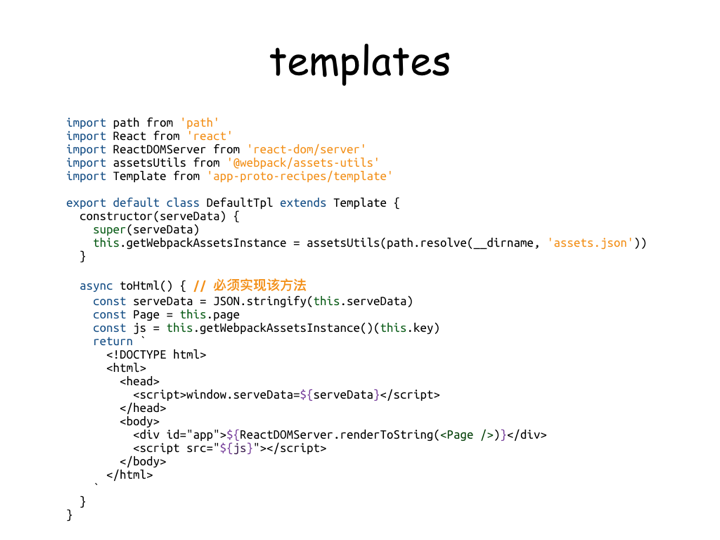 templates
import path from 'path'
import React from 'react'
import ReactDOMServer from 'react-dom/server'
import assetsUtils from '@webpack/assets-utils'
import Template from 'app-proto-recipes/template'
export default class DefaultTpl extends Template {
constructor(serveData) {
super(serveData)
this.getWebpackAssetsInstance = assetsUtils(path.resolve(__dirname, 'assets.json'))
}
async toHtml() { // 必须实现该方法
const serveData = JSON.stringify(this.serveData)
const Page = this.page
const js = this.getWebpackAssetsInstance()(this.key)
return `
<!DOCTYPE html>
<html>
<head>
<script>window.serveData=${serveData}</script>
</head>
<body>
<div id="app">${ReactDOMServer.renderToString(<Page />)}</div>
<script src="${js}"></script>
</body>
</html>
`
}
}